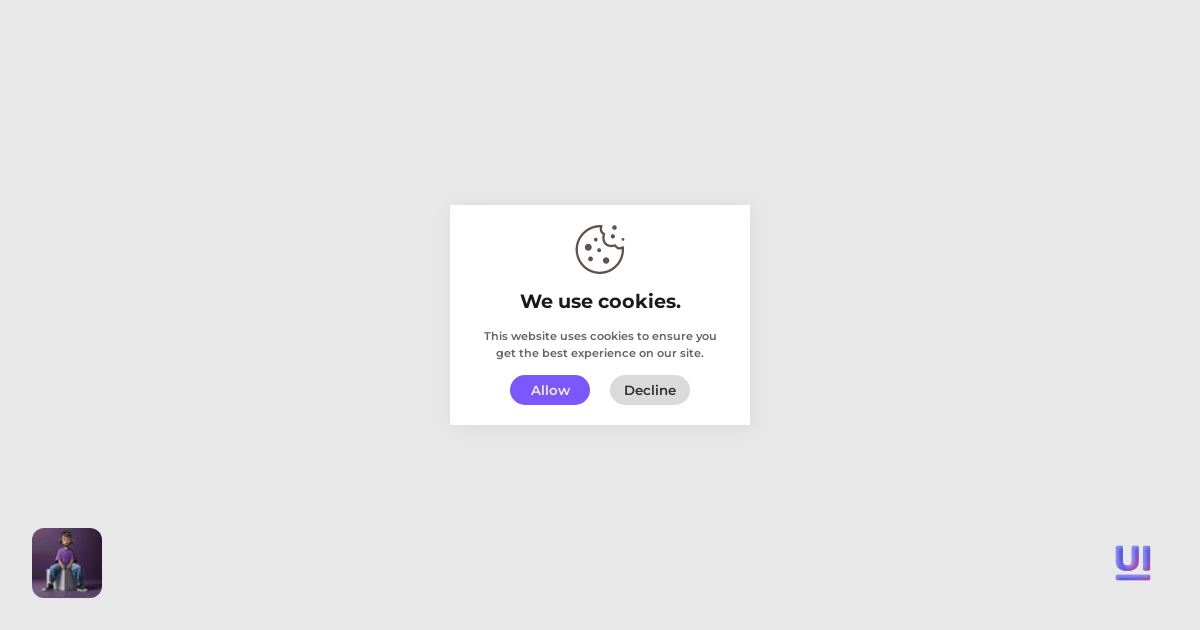 We use cookies.
This website uses cookies to ensure you
get the best experience on our site.
Allow
Decline
UI